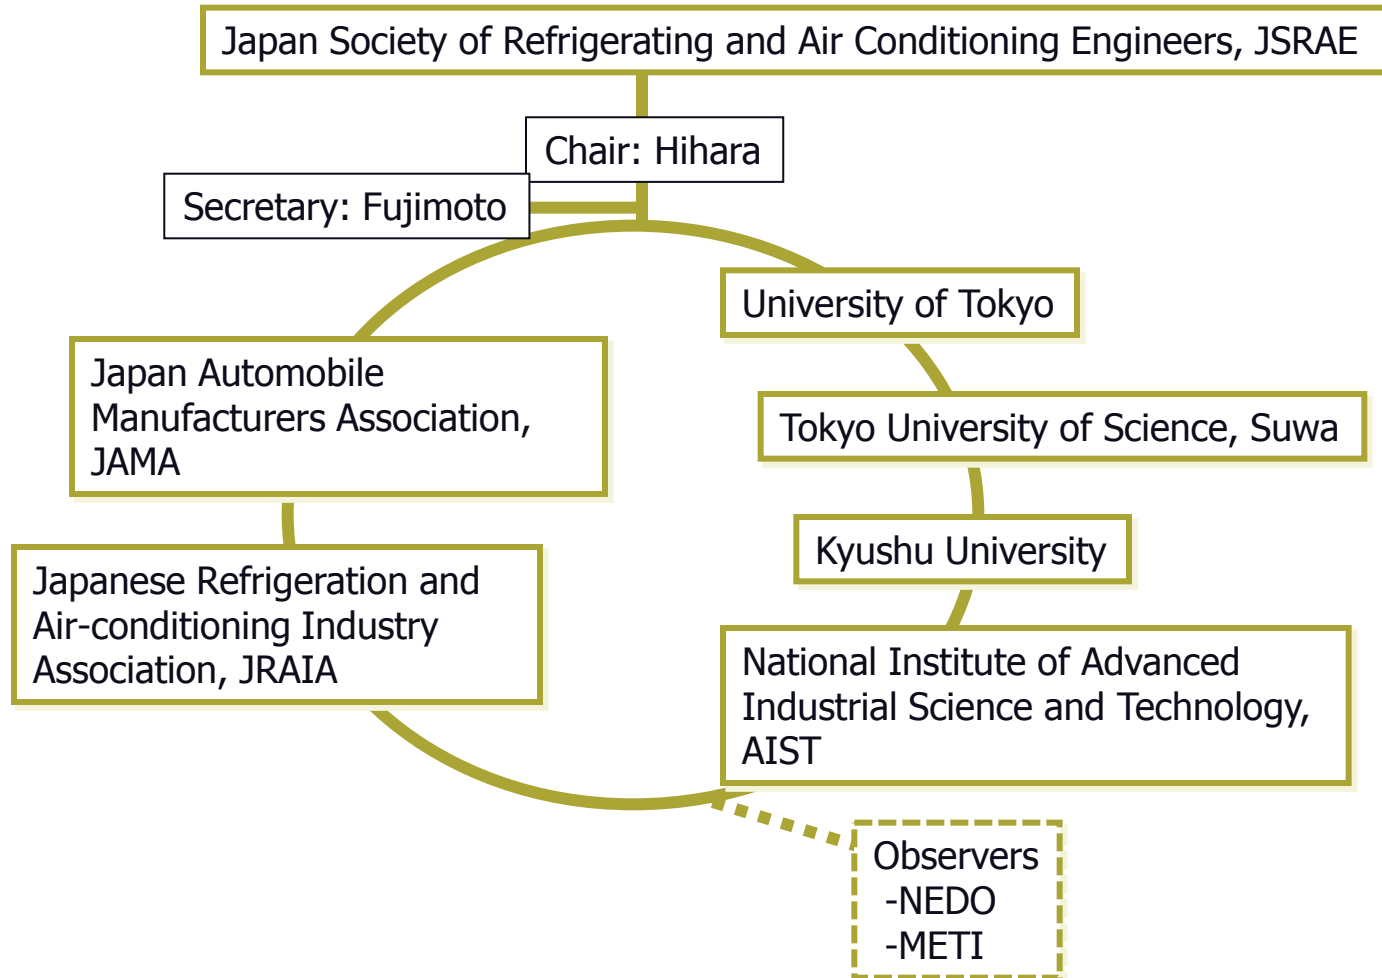 Japan Society of Refrigerating and Air Conditioning Engineers, JSRAE
Chair: Hihara
Secretary: Fujimoto
University of Tokyo
Japan Automobile
Manufacturers Association,
JAMA
Tokyo University of Science, Suwa
Kyushu University
Japanese Refrigeration and
Air-conditioning Industry
Association, JRAIA
National Institute of Advanced
Industrial Science and Technology,
AIST
Observers
-NEDO
-METI